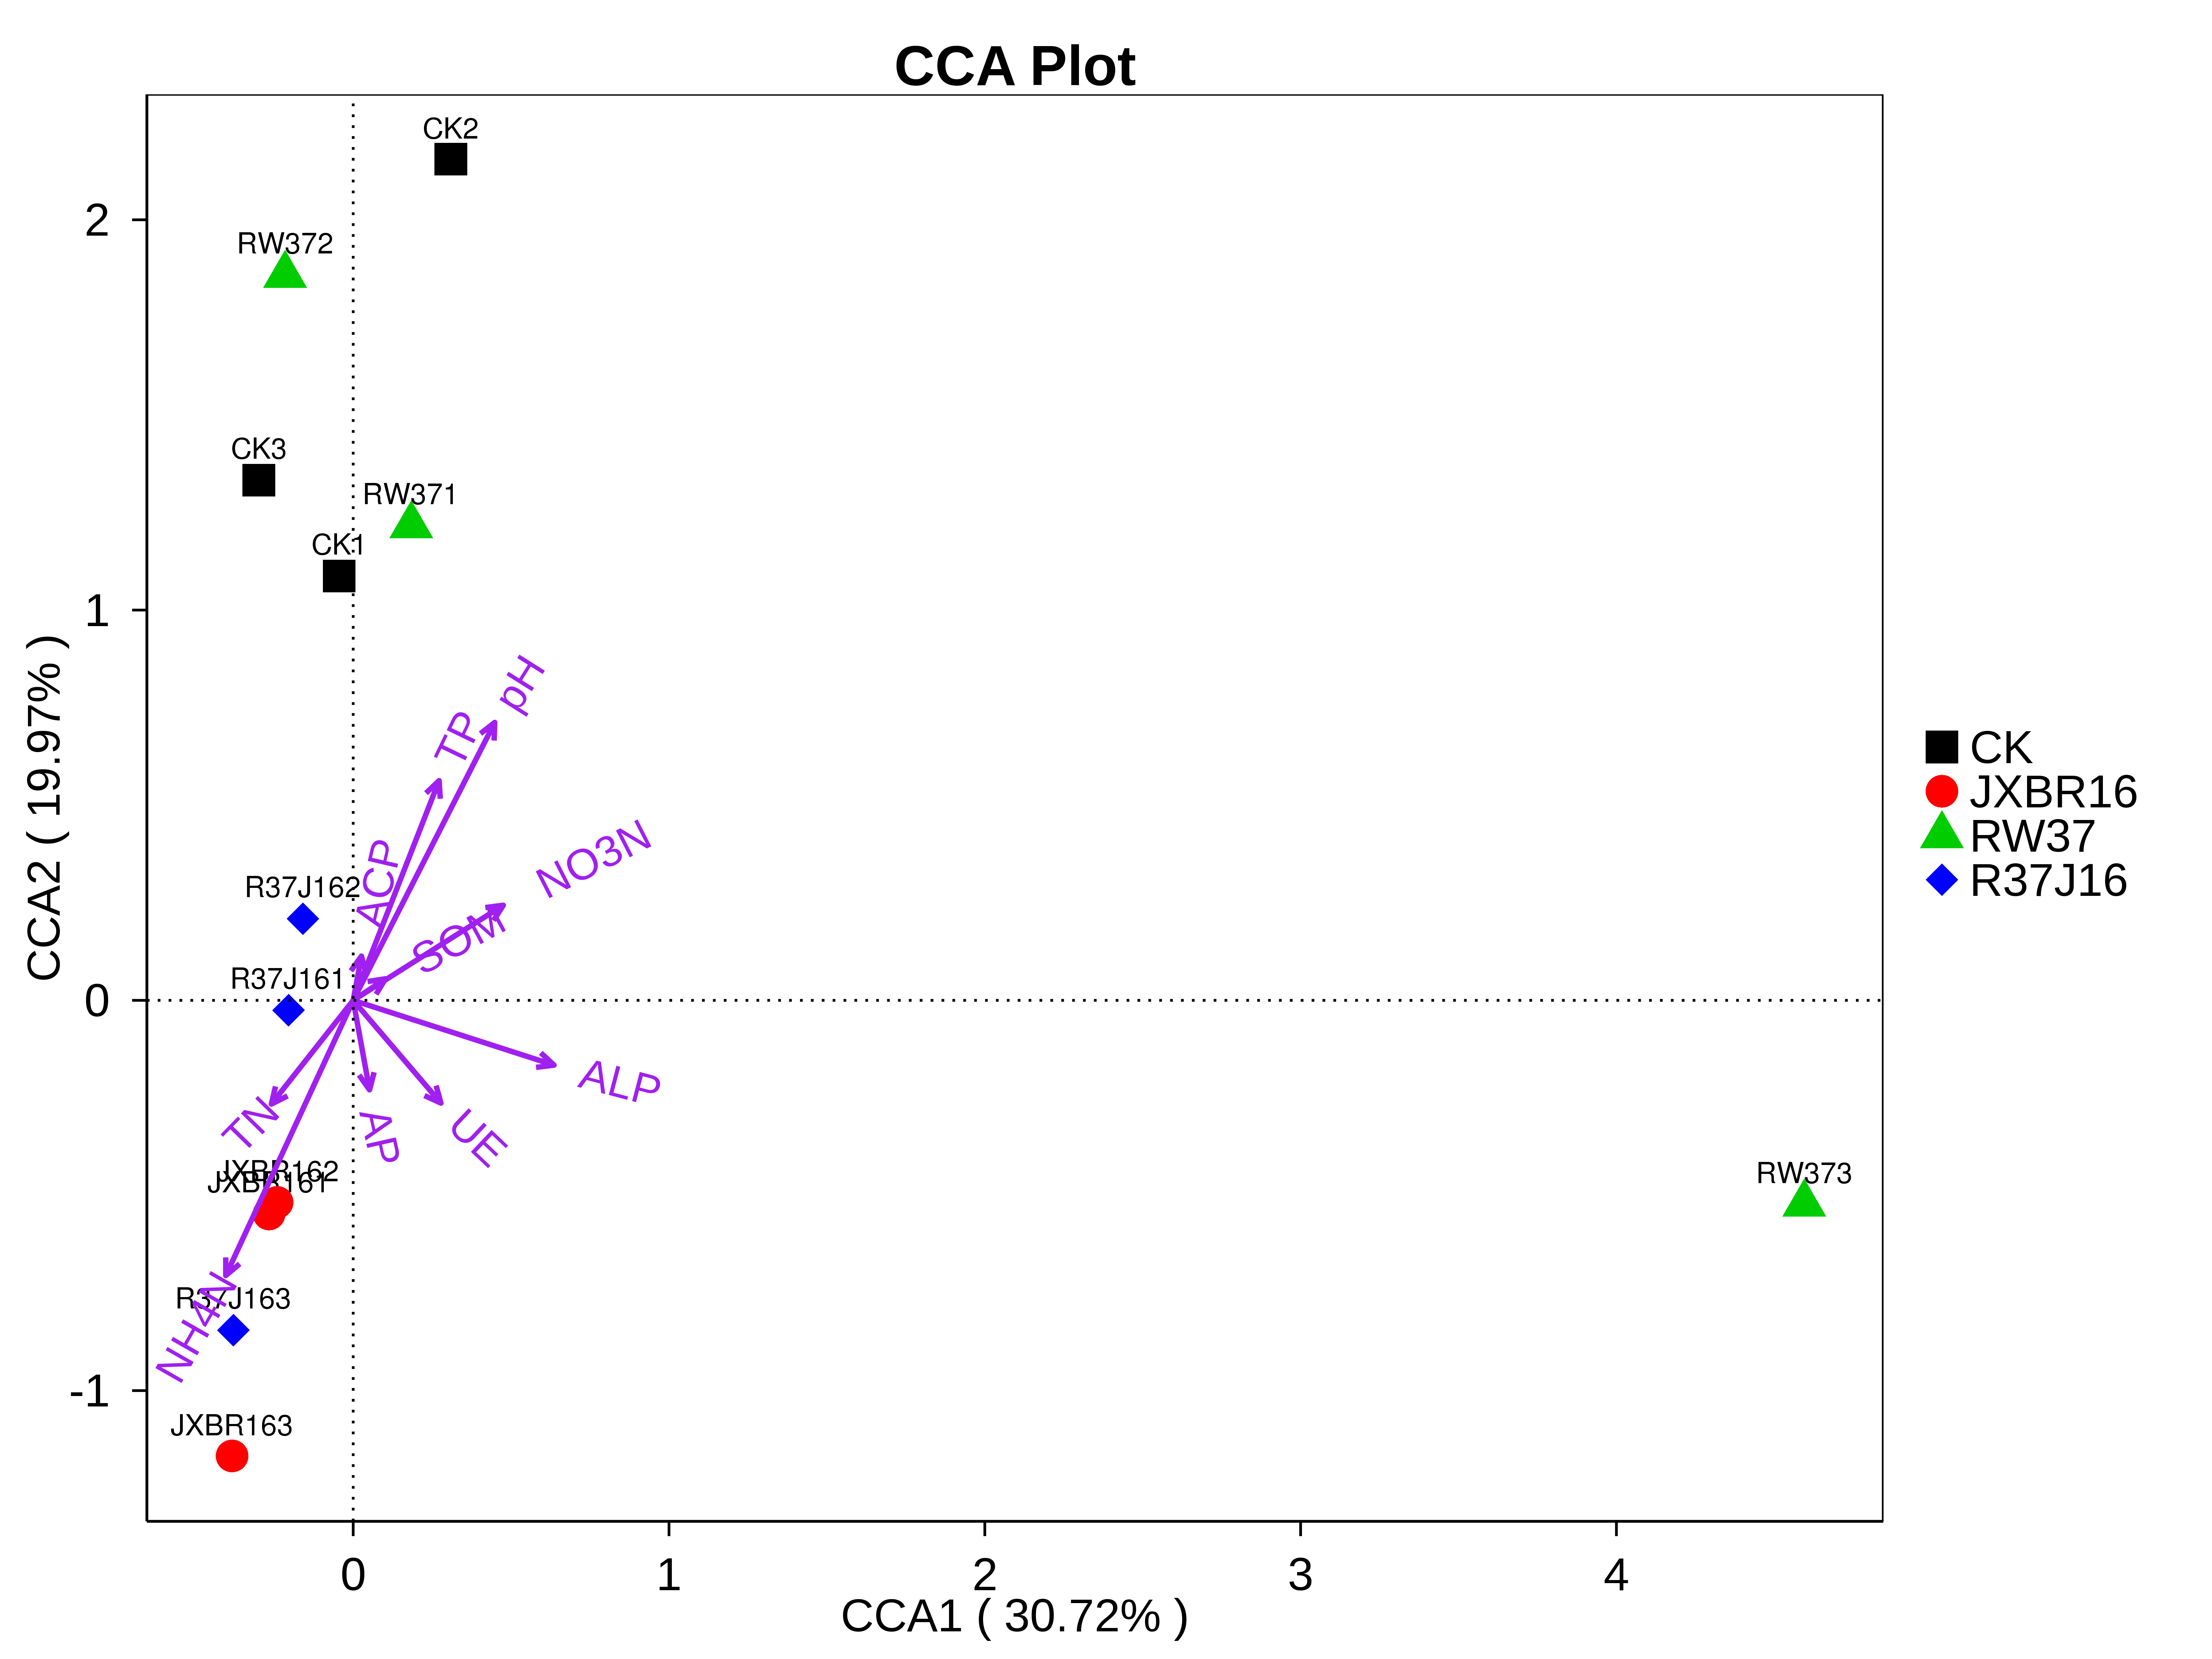 CCA Plot
CK2
RW372
CK3
RW371
CK1
pH
TP
NO3N
ACP
SOM
R37J162
R37J161
ALP
TN
AP
UE
JXBR162
JXBR161
RW373
NH4N
R37J163
JXBR163
2
1
0
-1
CCA2 ( 19.97% )
0
1
2
3
4
CCA1 ( 30.72% )
CK
JXBR16
RW37
R37J16